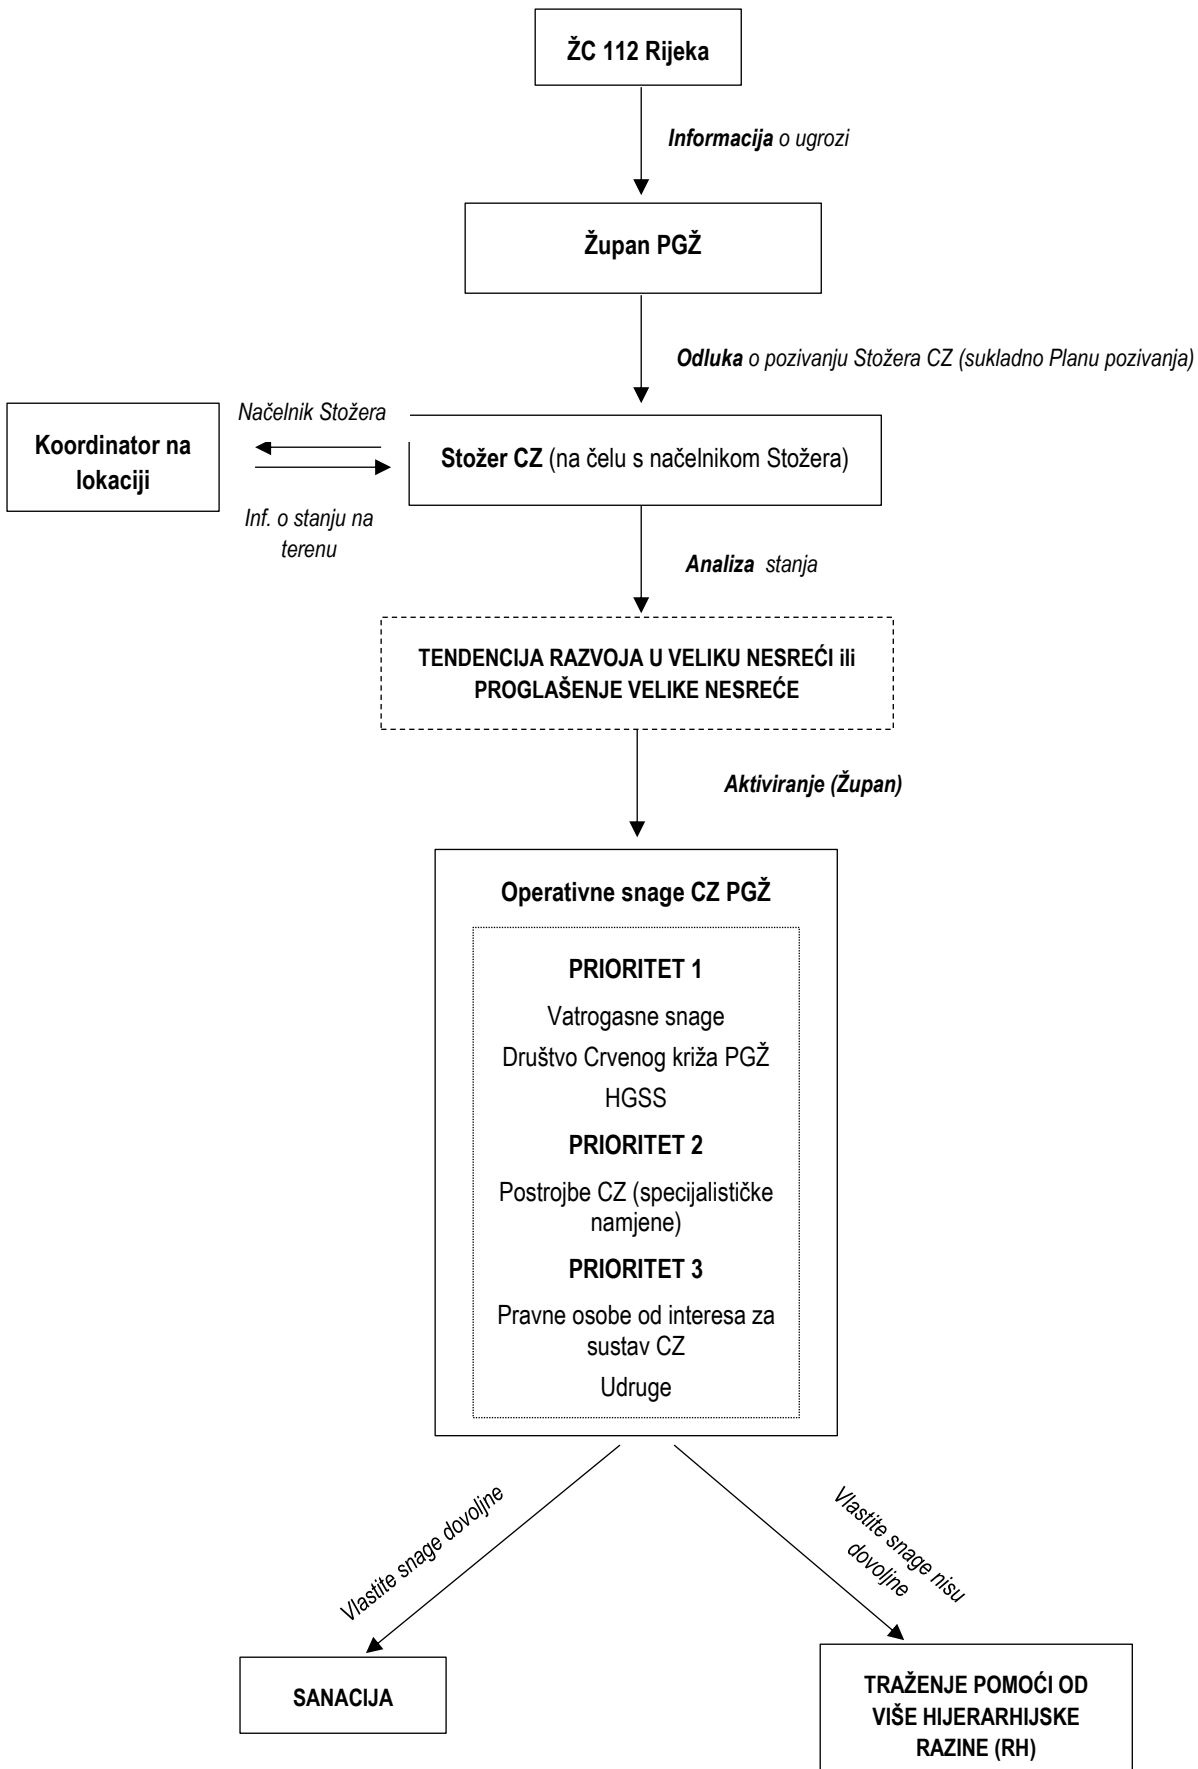 ŽC 112 Rijeka
Informacija o ugrozi
Župan PGŽ
Odluka o pozivanju Stožera CZ (sukladno Planu pozivanja)
Načelnik Stožera
Koordinator na
lokaciji
Stožer CZ (na čelu s načelnikom Stožera)
Inf. o stanju na
terenu
Analiza stanja
TENDENCIJA RAZVOJA U VELIKU NESREĆI ili
PROGLAŠENJE VELIKE NESREĆE
Aktiviranje (Župan)
Operativne snage CZ PGŽ
PRIORITET 1
Vatrogasne snage
Društvo Crvenog križa PGŽ
HGSS
PRIORITET 2
Postrojbe CZ (specijalističke
namjene)
PRIORITET 3
Pravne osobe od interesa za
sustav CZ
Udruge
Vlastite snage dovoljne
Vlastite snage nisu
dovoljne
SANACIJA
TRAŽENJE POMOĆI OD
VIŠE HIJERARHIJSKE
RAZINE (RH)